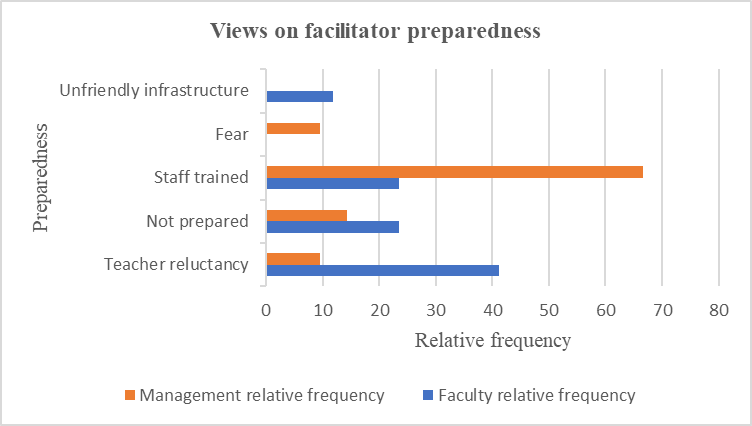 Views on facilitator preparedness
Preparedness
Unfriendly infrastructure
Fear
Staff trained
Not prepared
Teacher reluctancy
0 10 20 30 40 50 60 70 80
Relative frequency
Management relative frequency Faculty relative frequency